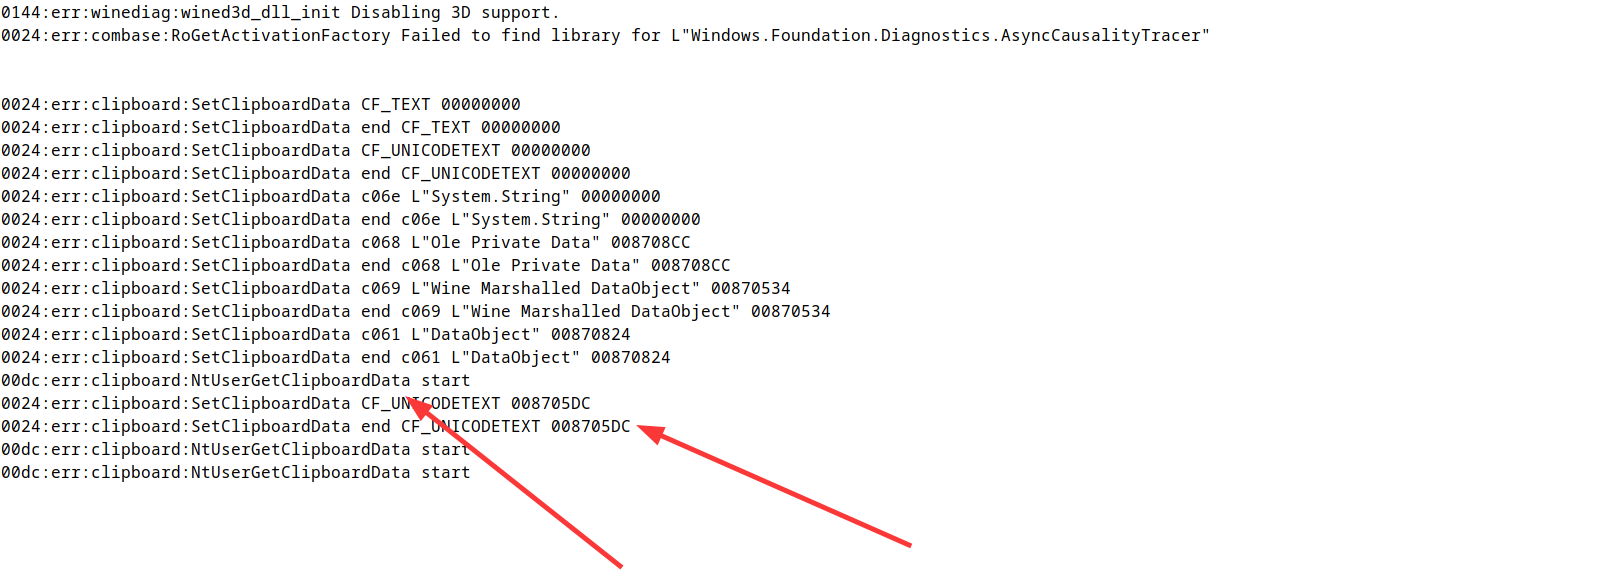 0144:err:winediag:wined3d_dll_init Disabling 3D support.
0024:err:combase:RoGetActivationFactory Failed to find library for L"Windows.Foundation.Diagnostics.AsyncCausalityTracer"
0024:err:clipboard:SetClipboardData CF_TEXT 00000000
0024:err:clipboard:SetClipboardData end CF_TEXT 00000000
0024:err:clipboard:SetClipboardData CF_UNICODETEXT 00000000
0024:err:clipboard:SetClipboardData end CF_UNICODETEXT 00000000
0024:err:clipboard:SetClipboardData c06e L"System.String" 00000000
0024:err:clipboard:SetClipboardData end c06e L"System.String" 00000000
0024:err:clipboard:SetClipboardData c068 L"Ole Private Data" 008708CC
0024:err:clipboard:SetClipboardData end c068 L"Ole Private Data" 008708CC
0024:err:clipboard:SetClipboardData c069 L"Wine Marshalled DataObject" 00870534
0024:err:clipboard:SetClipboardData end c069 L"Wine Marshalled DataObject" 00870534
0024:err:clipboard:SetClipboardData c061 L"DataObject" 00870824
0024:err:clipboard:SetClipboardData end c061 L"DataObject" 00870824
00dc:err:clipboard:NtUserGetClipboardData start
0024:err:clipboard:SetClipboardData CF_UNICODETEXT 008705DC
0024:err:clipboard:SetClipboardData end CF_UNICODETEXT 008705DC
00dc:err:clipboard:NtUserGetClipboardData start
00dc:err:clipboard:NtUserGetClipboardData start